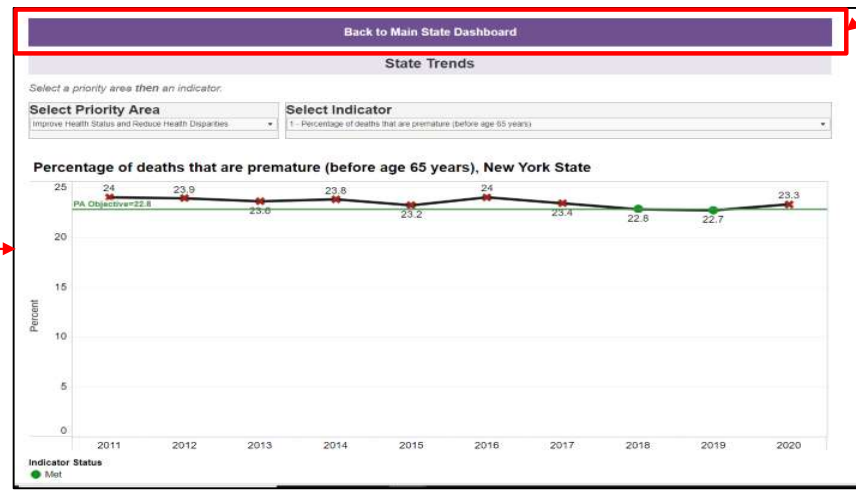 Back to Main State Dashboard
State Trends
Select a priority area then an indicator.
Select Priority Area
Select Indicator
Improve Health Status and Reduce Health Disparities
1 - Percentage of deaths that are premature (before age 65 years)
Percentage of deaths that are premature (before age 65 years), New York State
25
24
23.9
23.6
23.8
23.2
24
23.4
22.8
22.7
23.3
PA Objective=22.8
20
15
10
5
0
Percent
2011
2012
2013
2014
2015
2016
2017
2018
2019
2020
Indicator Status
Met